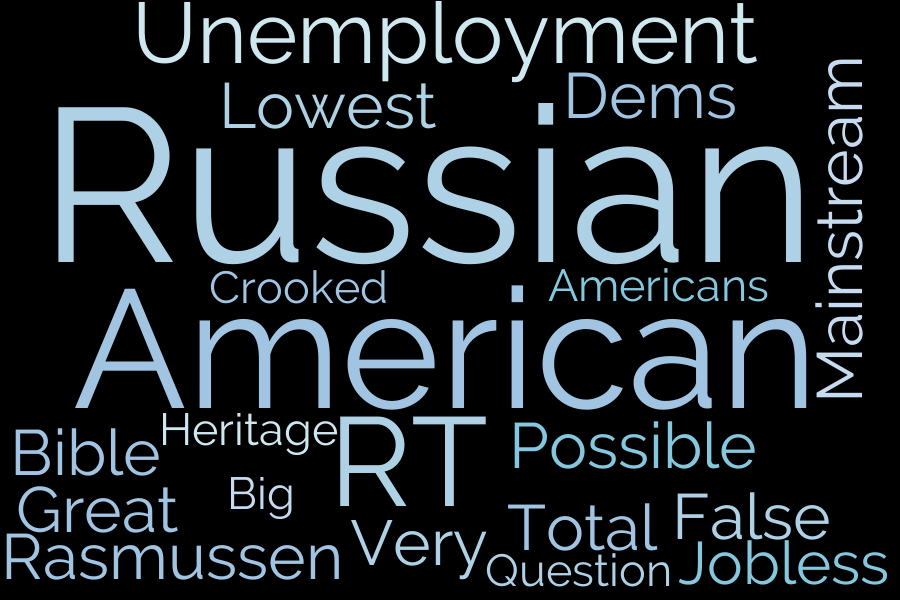 Unemployment
Lowest
Dems
Russian
Mainstream
Crooked
Americans
American
Heritage
RT
Possible
Bible
Big
Great
Total
False
Very
Rasmussen
Question
Jobless